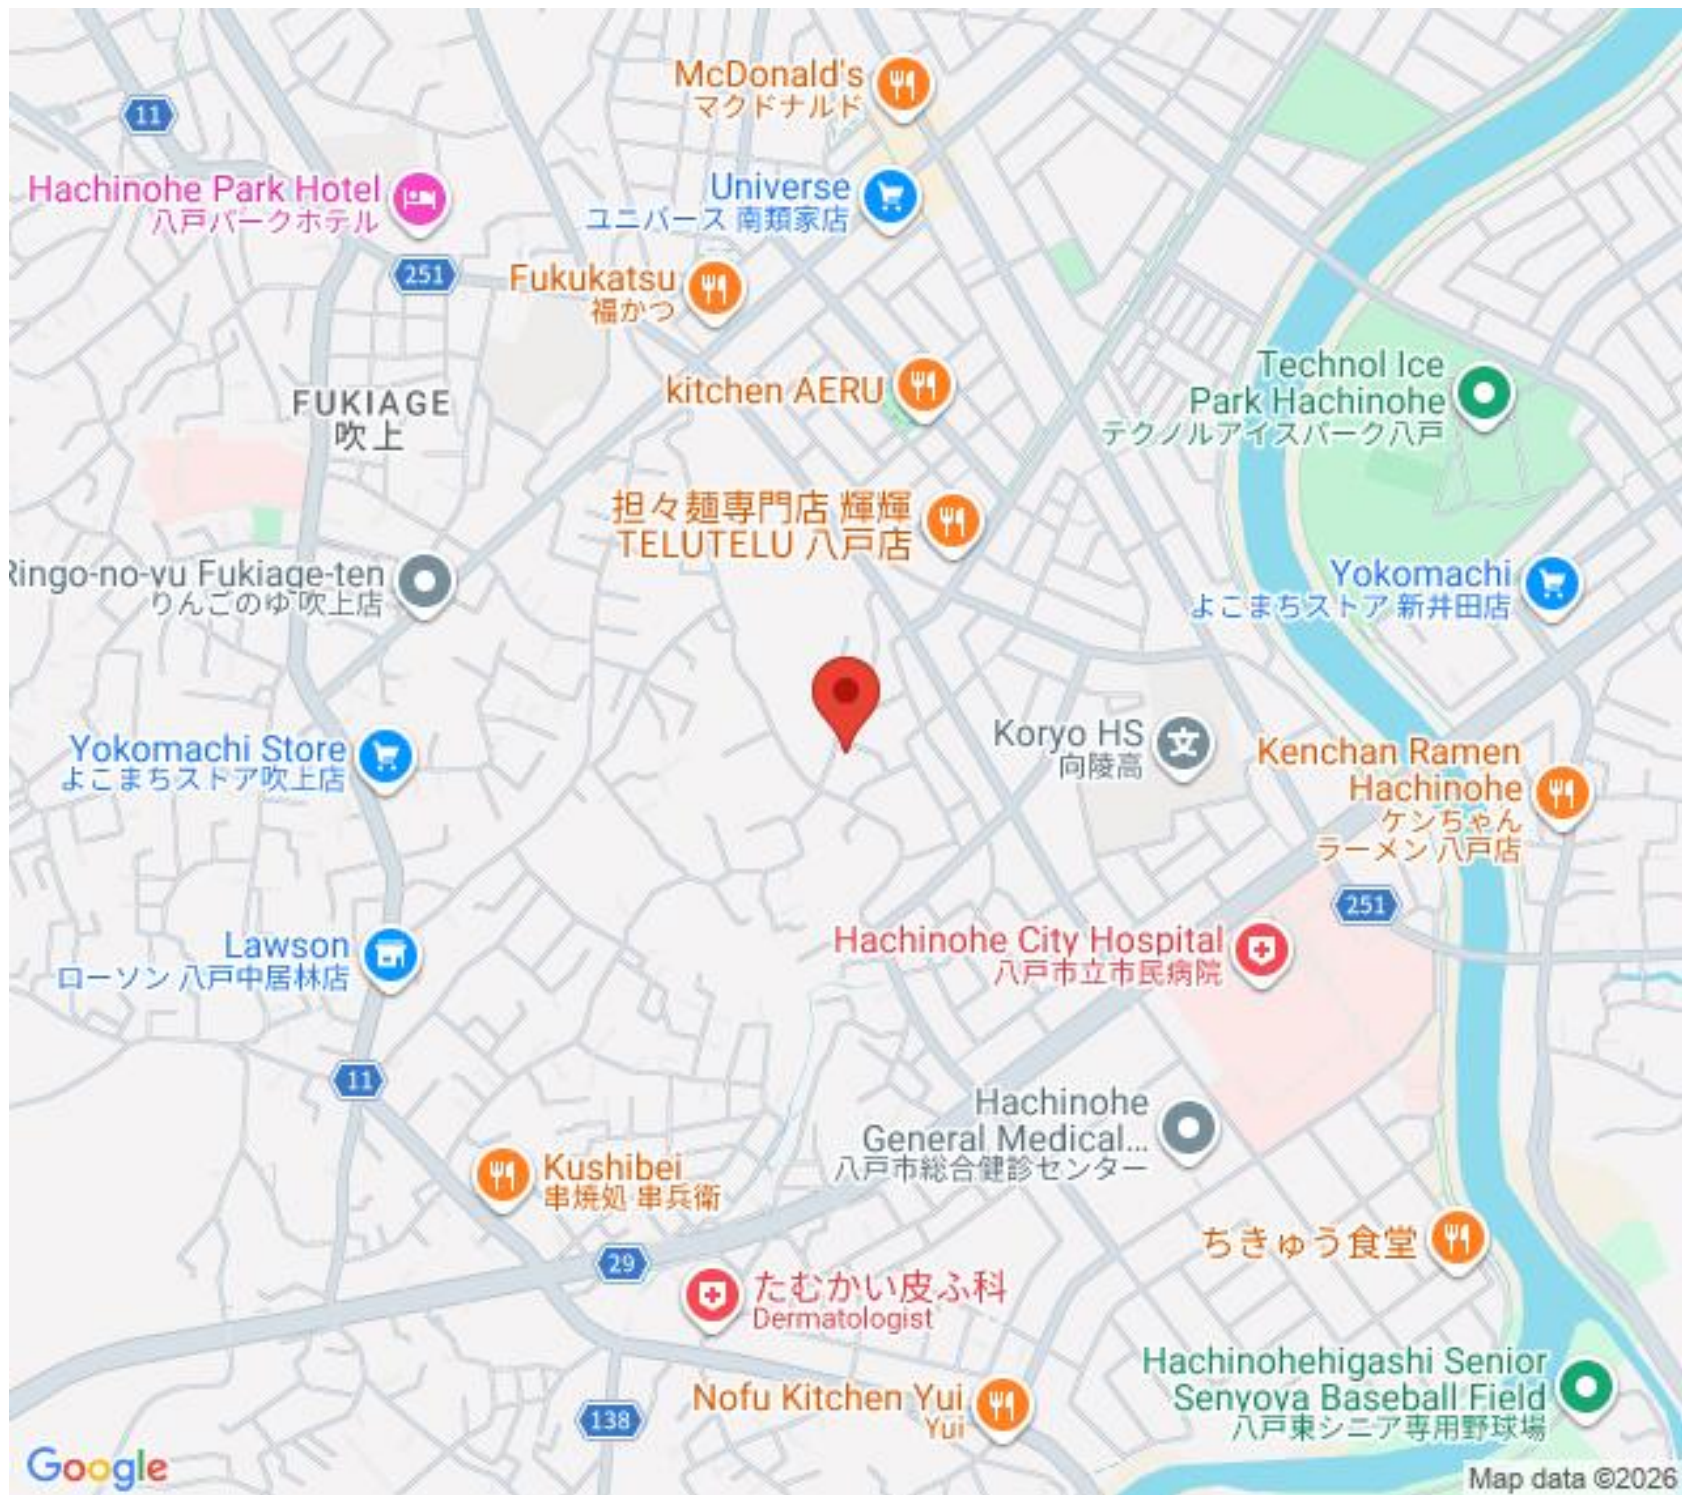 McDonald's
マクドナルド
11
Hachinohe Park Hotel
八戸パークホテル
Universe
ユニバース 南類家店
251
Fukukatsu
福かつ
kitchen AERU
Technol Ice
Park Hachinohe
テクノルアイスパーク八戸
FUKIAGE
吹上
担々麺専門店 輝輝
TELUTELU 八戸店
Ringo-no-yu Fukiage-ten
りんごのゆ 吹上店
Yokomachi
よこまちストア 新井田店
Yokomachi Store
よこまちストア吹上店
Koryo HS
向陵高
Kenchan Ramen
Hachinohe
ケンちゃん
ラーメン 八戸店
251
Lawson
ローソン 八戸中居林店
Hachinohe City Hospital
八戸市立市民病院
11
Hachinohe
General Medical...
八戸市総合健診センター
Kushibei
串焼処 串兵衛
ちきゅう食堂
29
たむかい皮ふ科
Dermatologist
Hachinohehigashi Senior
Senyova Baseball Field
八戸東シニア専用野球場
Nofu Kitchen Yui
Yui
138
Google
Map data ©2026